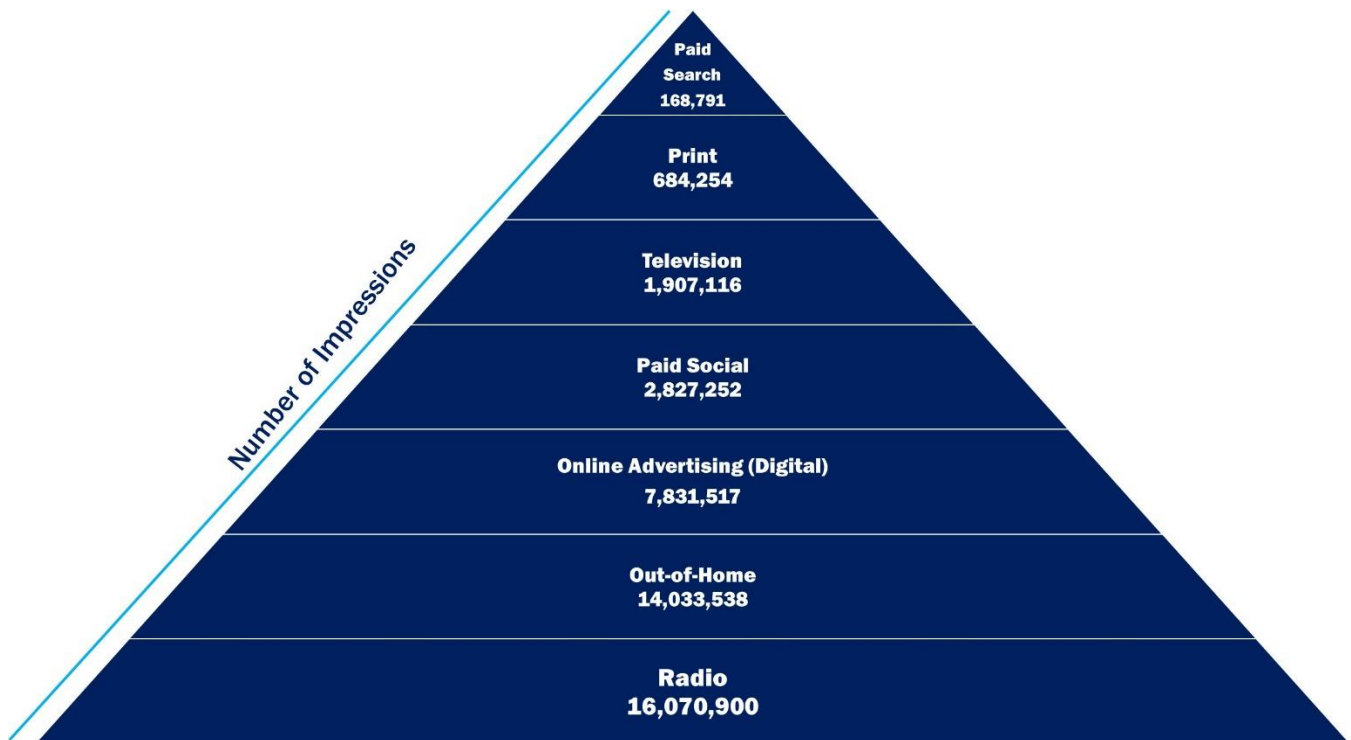 Paid
Search
168,791
Print
684,254
Television
1,907,116
Paid Social
2,827,252
Online Advertising (Digital)
7,831,517
Out-of-Home
14,033,538
Radio
16,070,900
Number of Impressions